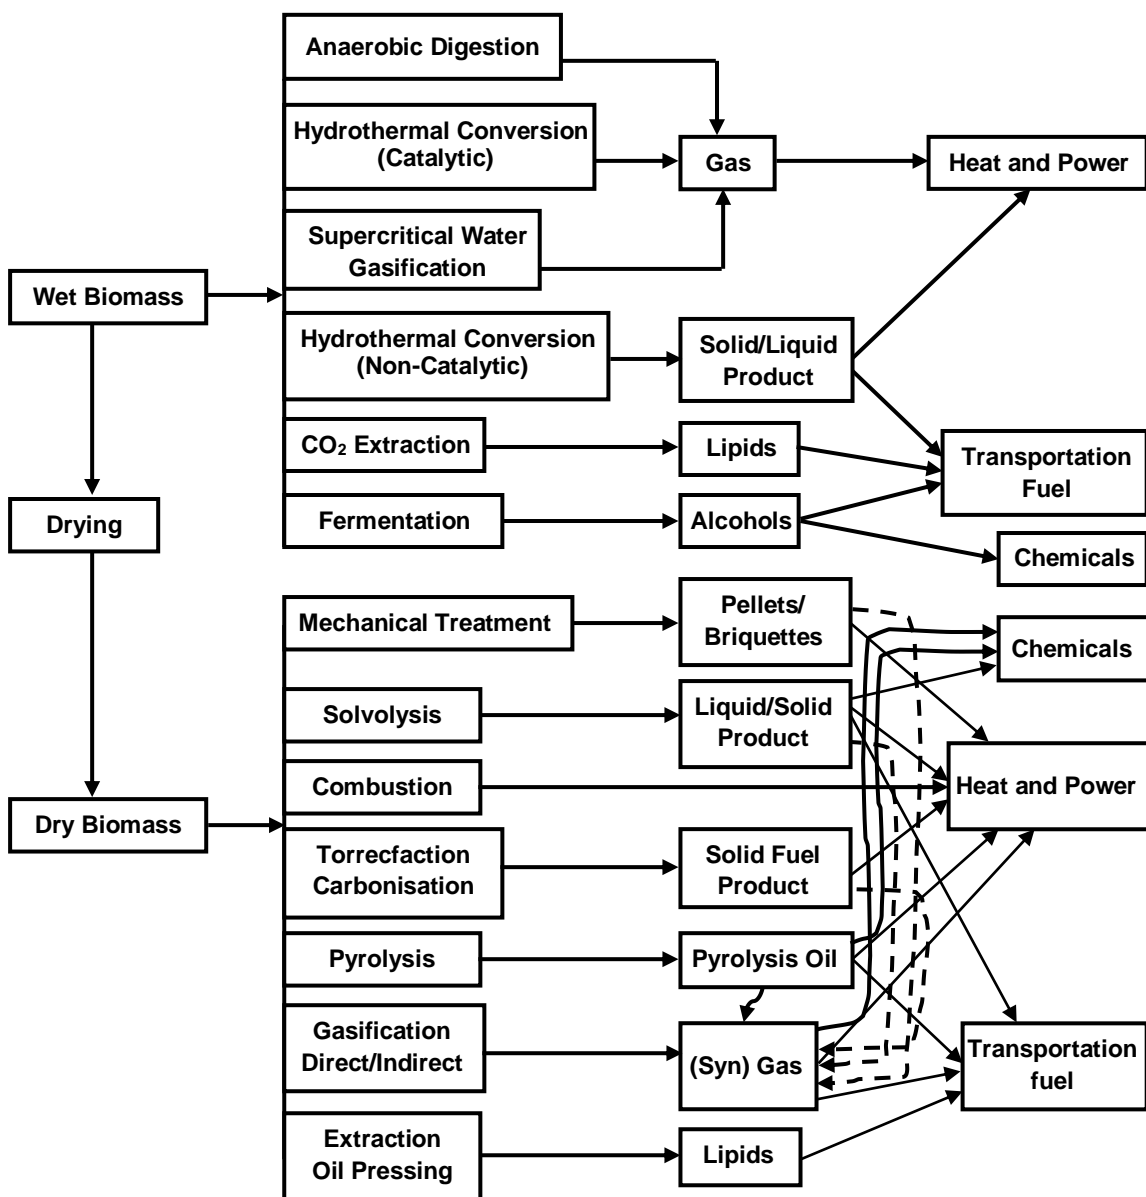 Anaerobic Digestion
Hydrothermal Conversion
(Catalytic)
Gas
Heat and Power
Supercritical Water
Gasification
Wet Biomass
Hydrothermal Conversion
(Non-Catalytic)
Solid/Liquid
Product
CO₂ Extraction
Lipids
Transportation
Fuel
Drying
Fermentation
Alcohols
Chemicals
Mechanical Treatment
Pellets/
Briquettes
Chemicals
Solvolysis
Liquid/Solid
Product
Combustion
Heat and Power
Dry Biomass
Torrecfaction
Carbonisation
Solid Fuel
Product
Pyrolysis
Pyrolysis Oil
Gasification
Direct/Indirect
(Syn) Gas
Transportation
fuel
Extraction
Oil Pressing
Lipids